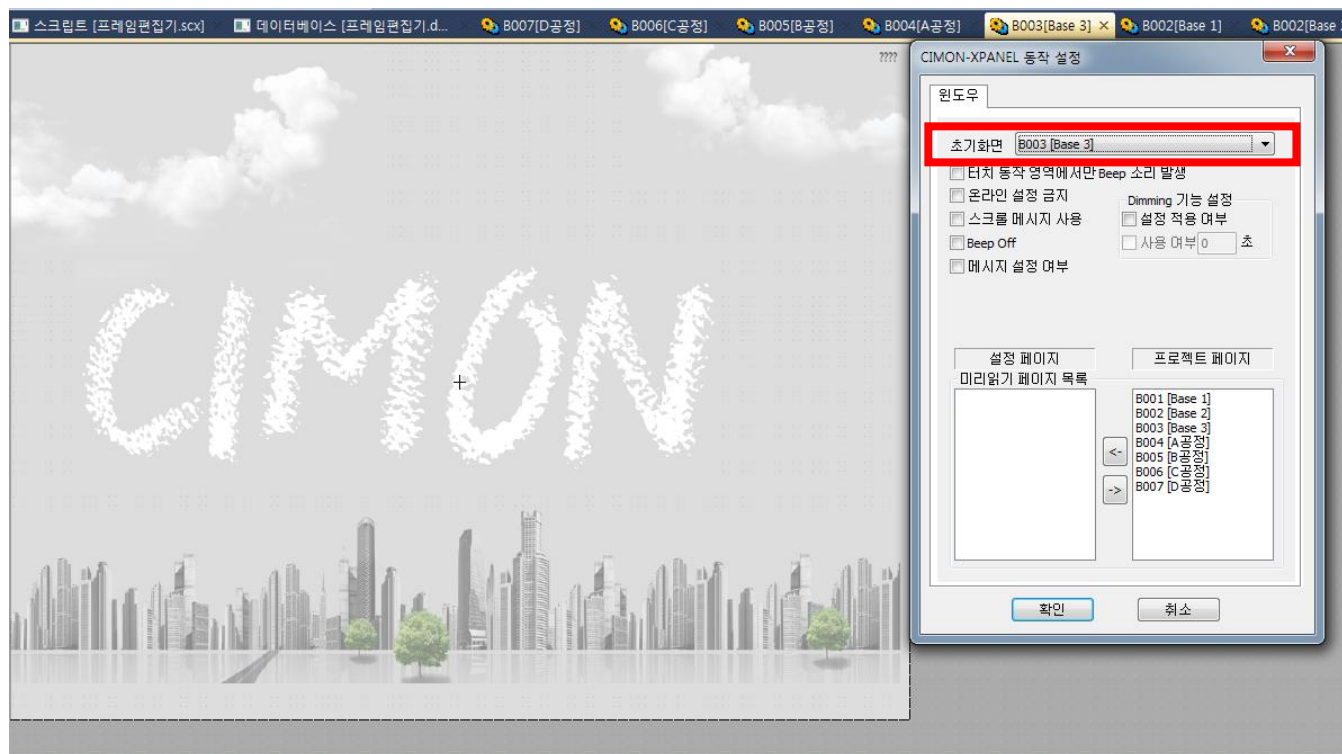 스크립트 [프레임편집기.scx] 데이터베이스 [프레임편집기.d... B007[D공정] B006[C공정] B005[B공정] B004[A공정] B003[Base 3] B002[Base 1] B002[Base
????
CIMON-XPANEL 동작 설정
윈도우
초기화면 B003 [Base 3]
터치 동작 영역에서만 Beep 소리 발생
온라인 설정 금지
Dimming 기능 설정
스크롤 메시지 사용
설정 적용 여부
Beep Off
사용 여부 0 초
메시지 설정 여부
CIMON
설정 페이지
프로젝트 페이지
미리읽기 페이지 목록
B001 [Base 1]
B002 [Base 2]
B003 [Base 3]
B004 [A공정]
B005 [B공정]
B006 [C공정]
B007 [D공정]
<-
->
확인
취소